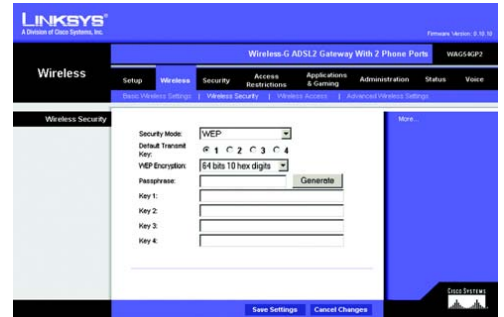 LINKSYS®
A Division of Cisco Systems, Inc.
Firmware Version: 0.10.10
Wireless-G ADSL2 Gateway With 2 Phone Ports WAG54GP2
Wireless
Setup Wireless Security Access Restrictions Applications & Gaming Administration Status Voice
Basic Wireless Settings | Wireless Security | Wireless Access | Advanced Wireless Settings
Wireless Security
More...
Security Mode: WEP
Default Transmit Key: 1 2 3 4
WEP Encryption: 64 bits 10 hex digits
Passphrase: Generate
Key 1:
Key 2:
Key 3:
Key 4:
Save Settings Cancel Changes
CISCO SYSTEMS